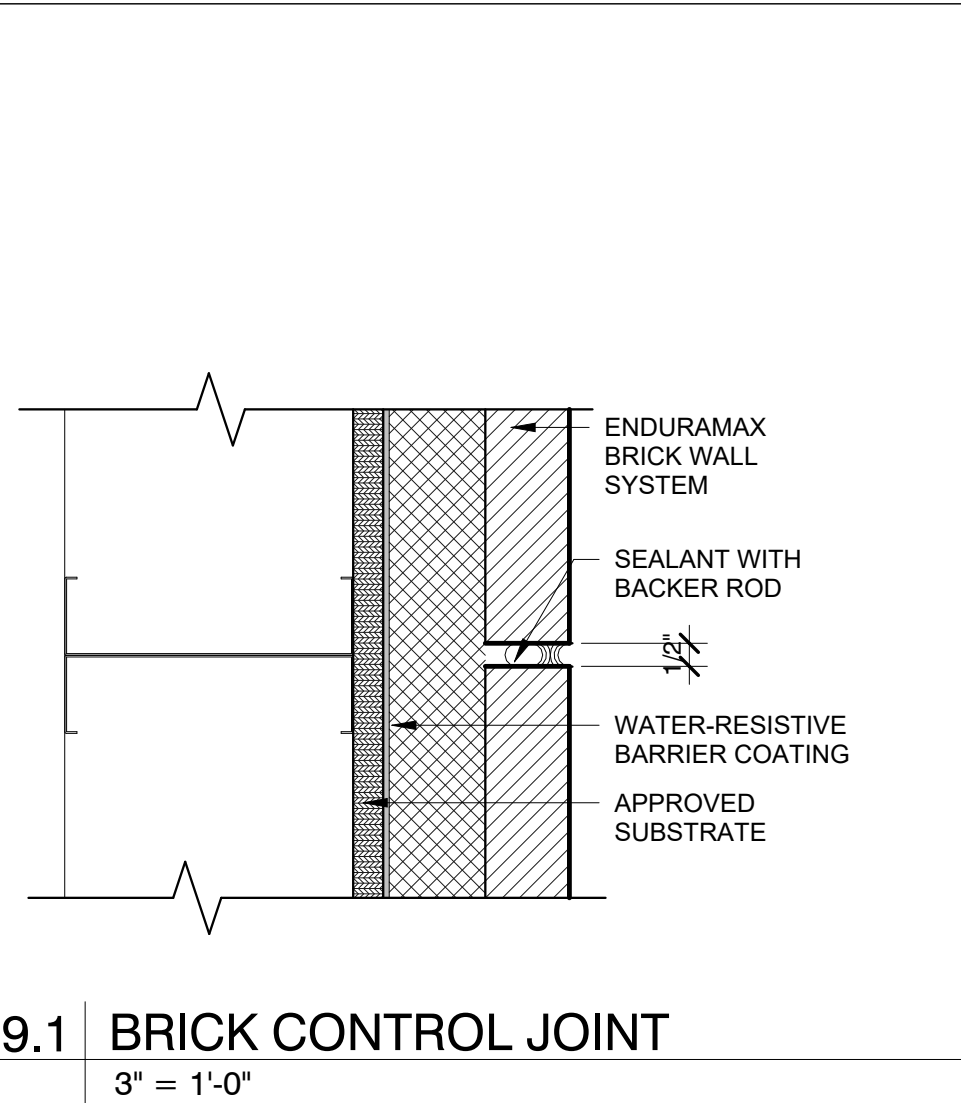 ENDURAMAX
BRICK WALL
SYSTEM
SEALANT WITH
BACKER ROD
1/2"
WATER-RESISTIVE
BARRIER COATING
APPROVED
SUBSTRATE
9.1 BRICK CONTROL JOINT
3" = 1'-0"